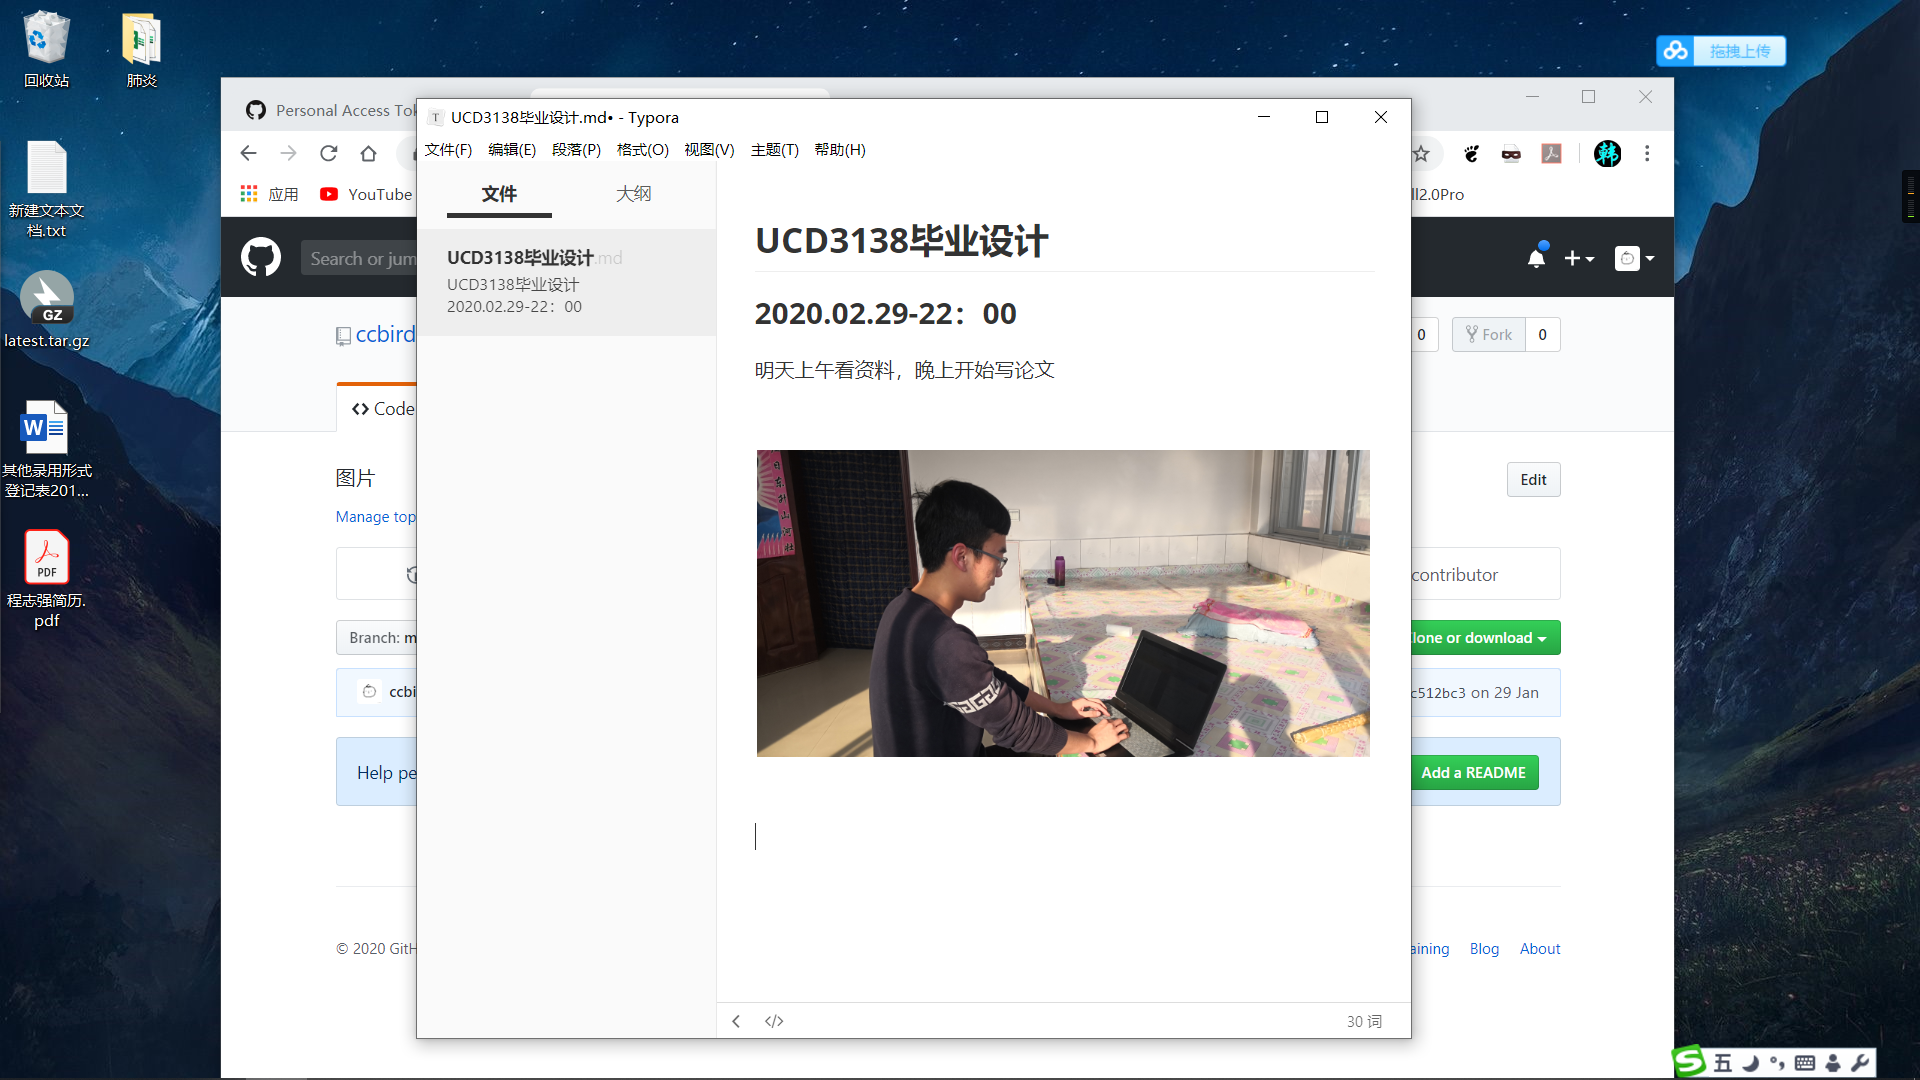 回收站
肺炎
新建文本文
档.txt
GZ
latest.tar.gz
W
其他录用形式
登记表201...
PDF
程志强简历.
pdf
拖拽上传
Personal Access Tok
应用
YouTube
ll2.0Pro
韩
Search or jum
ccbird
0
Fork
0
Code
图片
Edit
Manage top
contributor
Branch: m
lone or download
ccbi
c512bc3 on 29 Jan
Help pe
Add a README
© 2020 GitH
aining
Blog
About
T
UCD3138毕业设计.md• - Typora
文件(F)
编辑(E)
段落(P)
格式(O)
视图(V)
主题(T)
帮助(H)
文件
大纲
UCD3138毕业设计.md
UCD3138毕业设计
2020.02.29-22：00
UCD3138毕业设计
2020.02.29-22：00
明天上午看资料，晚上开始写论文
30 词
S
五